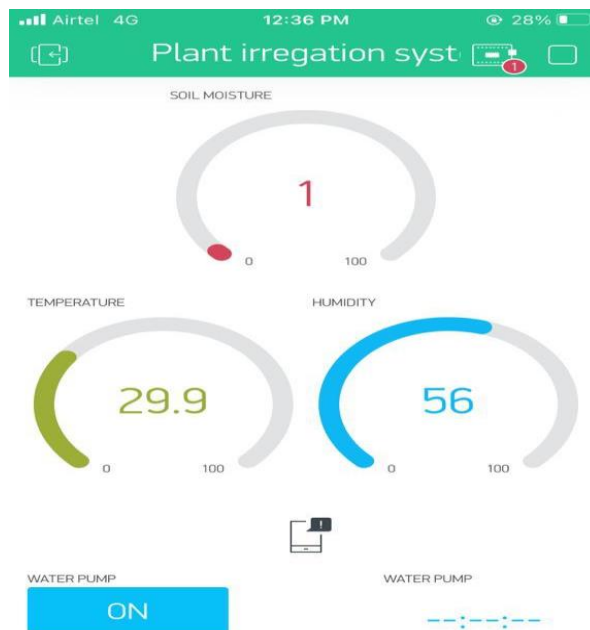 Airtel 4G 12:36 PM 28%
Plant irregation syst
1
SOIL MOISTURE
1
0 100
TEMPERATURE HUMIDITY
29.9 56
0 100 0 100
!
WATER PUMP WATER PUMP
ON --:--:--